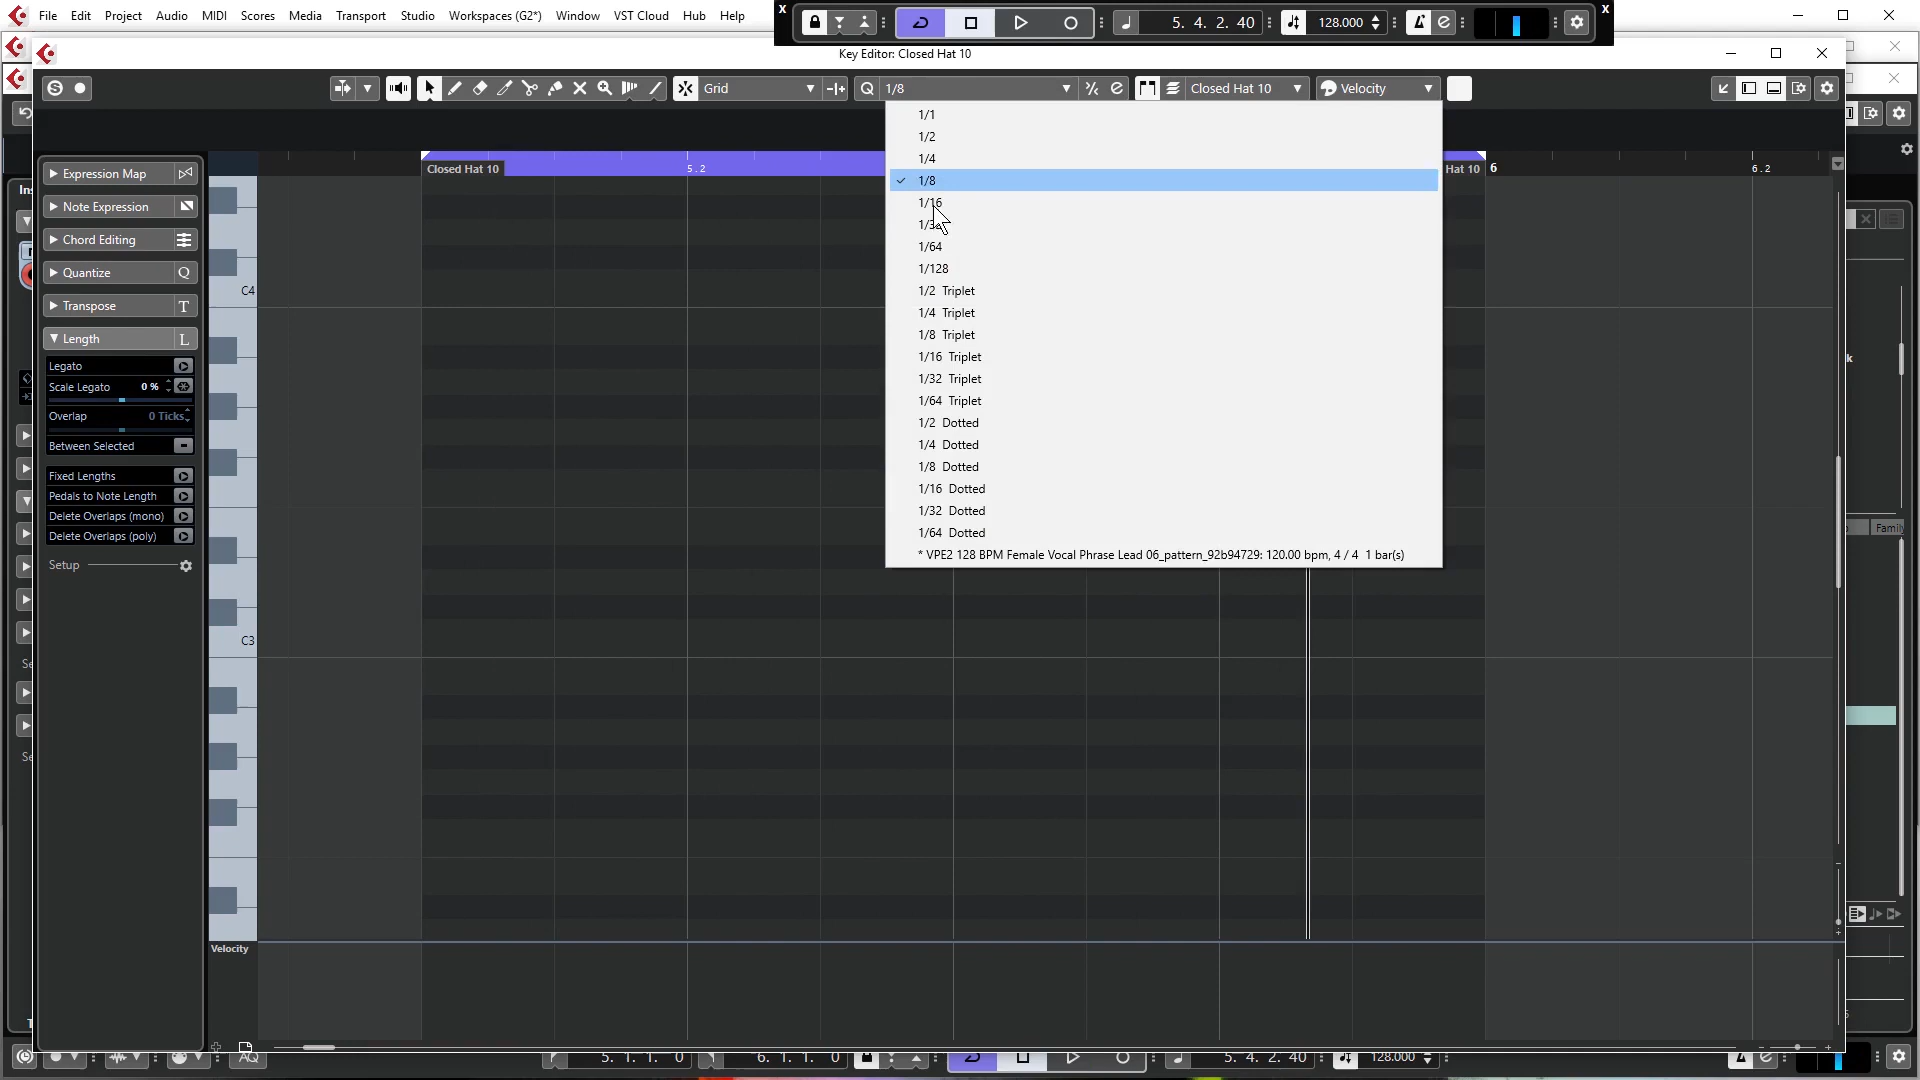 File Edit Project Audio MIDI Scores Media Transport Studio Workspaces (G2*) Window VST Cloud Hub Help
X 5. 4. 2. 40 128.000 X
Key Editor: Closed Hat 10
Grid 1/8 Closed Hat 10 Velocity
1/1
1/2
1/4
1/8
1/16
1/64
1/128
1/2 Triplet
1/4 Triplet
1/8 Triplet
1/16 Triplet
1/32 Triplet
1/64 Triplet
1/2 Dotted
1/4 Dotted
1/8 Dotted
1/16 Dotted
1/32 Dotted
1/64 Dotted
* VPE2 128 BPM Female Vocal Phrase Lead 06_pattern_92b94729: 120.00 bpm, 4 / 4 1 bar(s)
Closed Hat 10 5.2 Hat 10 6 6.2
Expression Map
Note Expression
Chord Editing
Quantize Q
Transpose T
Length L
Legato
Scale Legato 0 %
Overlap 0 Ticks
Between Selected
Fixed Lengths
Pedals to Note Length
Delete Overlaps (mono)
Delete Overlaps (poly)
Setup
C4
C3
Velocity
Family
AQ 5. 1. 1. 0 6. 1. 1. 0 5. 4. 2. 40 128.000